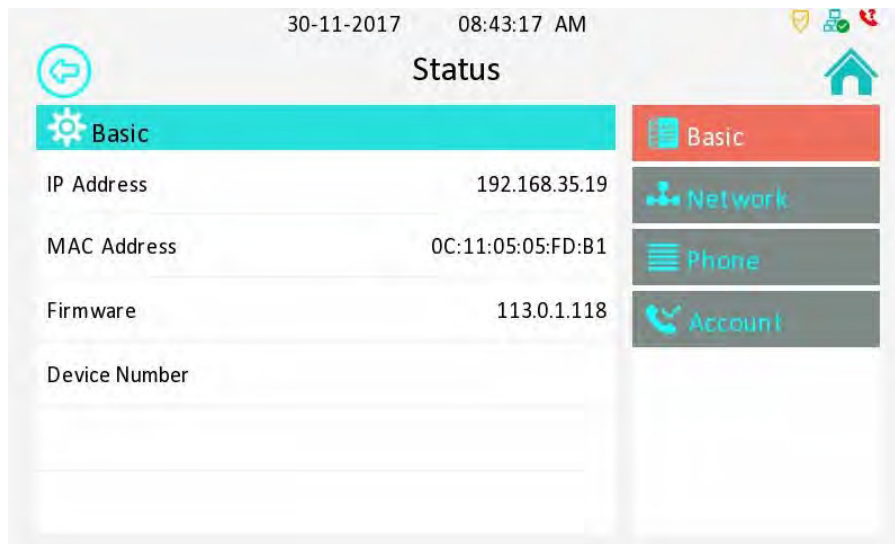 30-11-2017 08:43:17 AM
Status
Basic
IP Address 192.168.35.19
MAC Address 0C:11:05:05:FD:B1
Firmware 113.0.1.118
Device Number
Basic
Network
Phone
Account